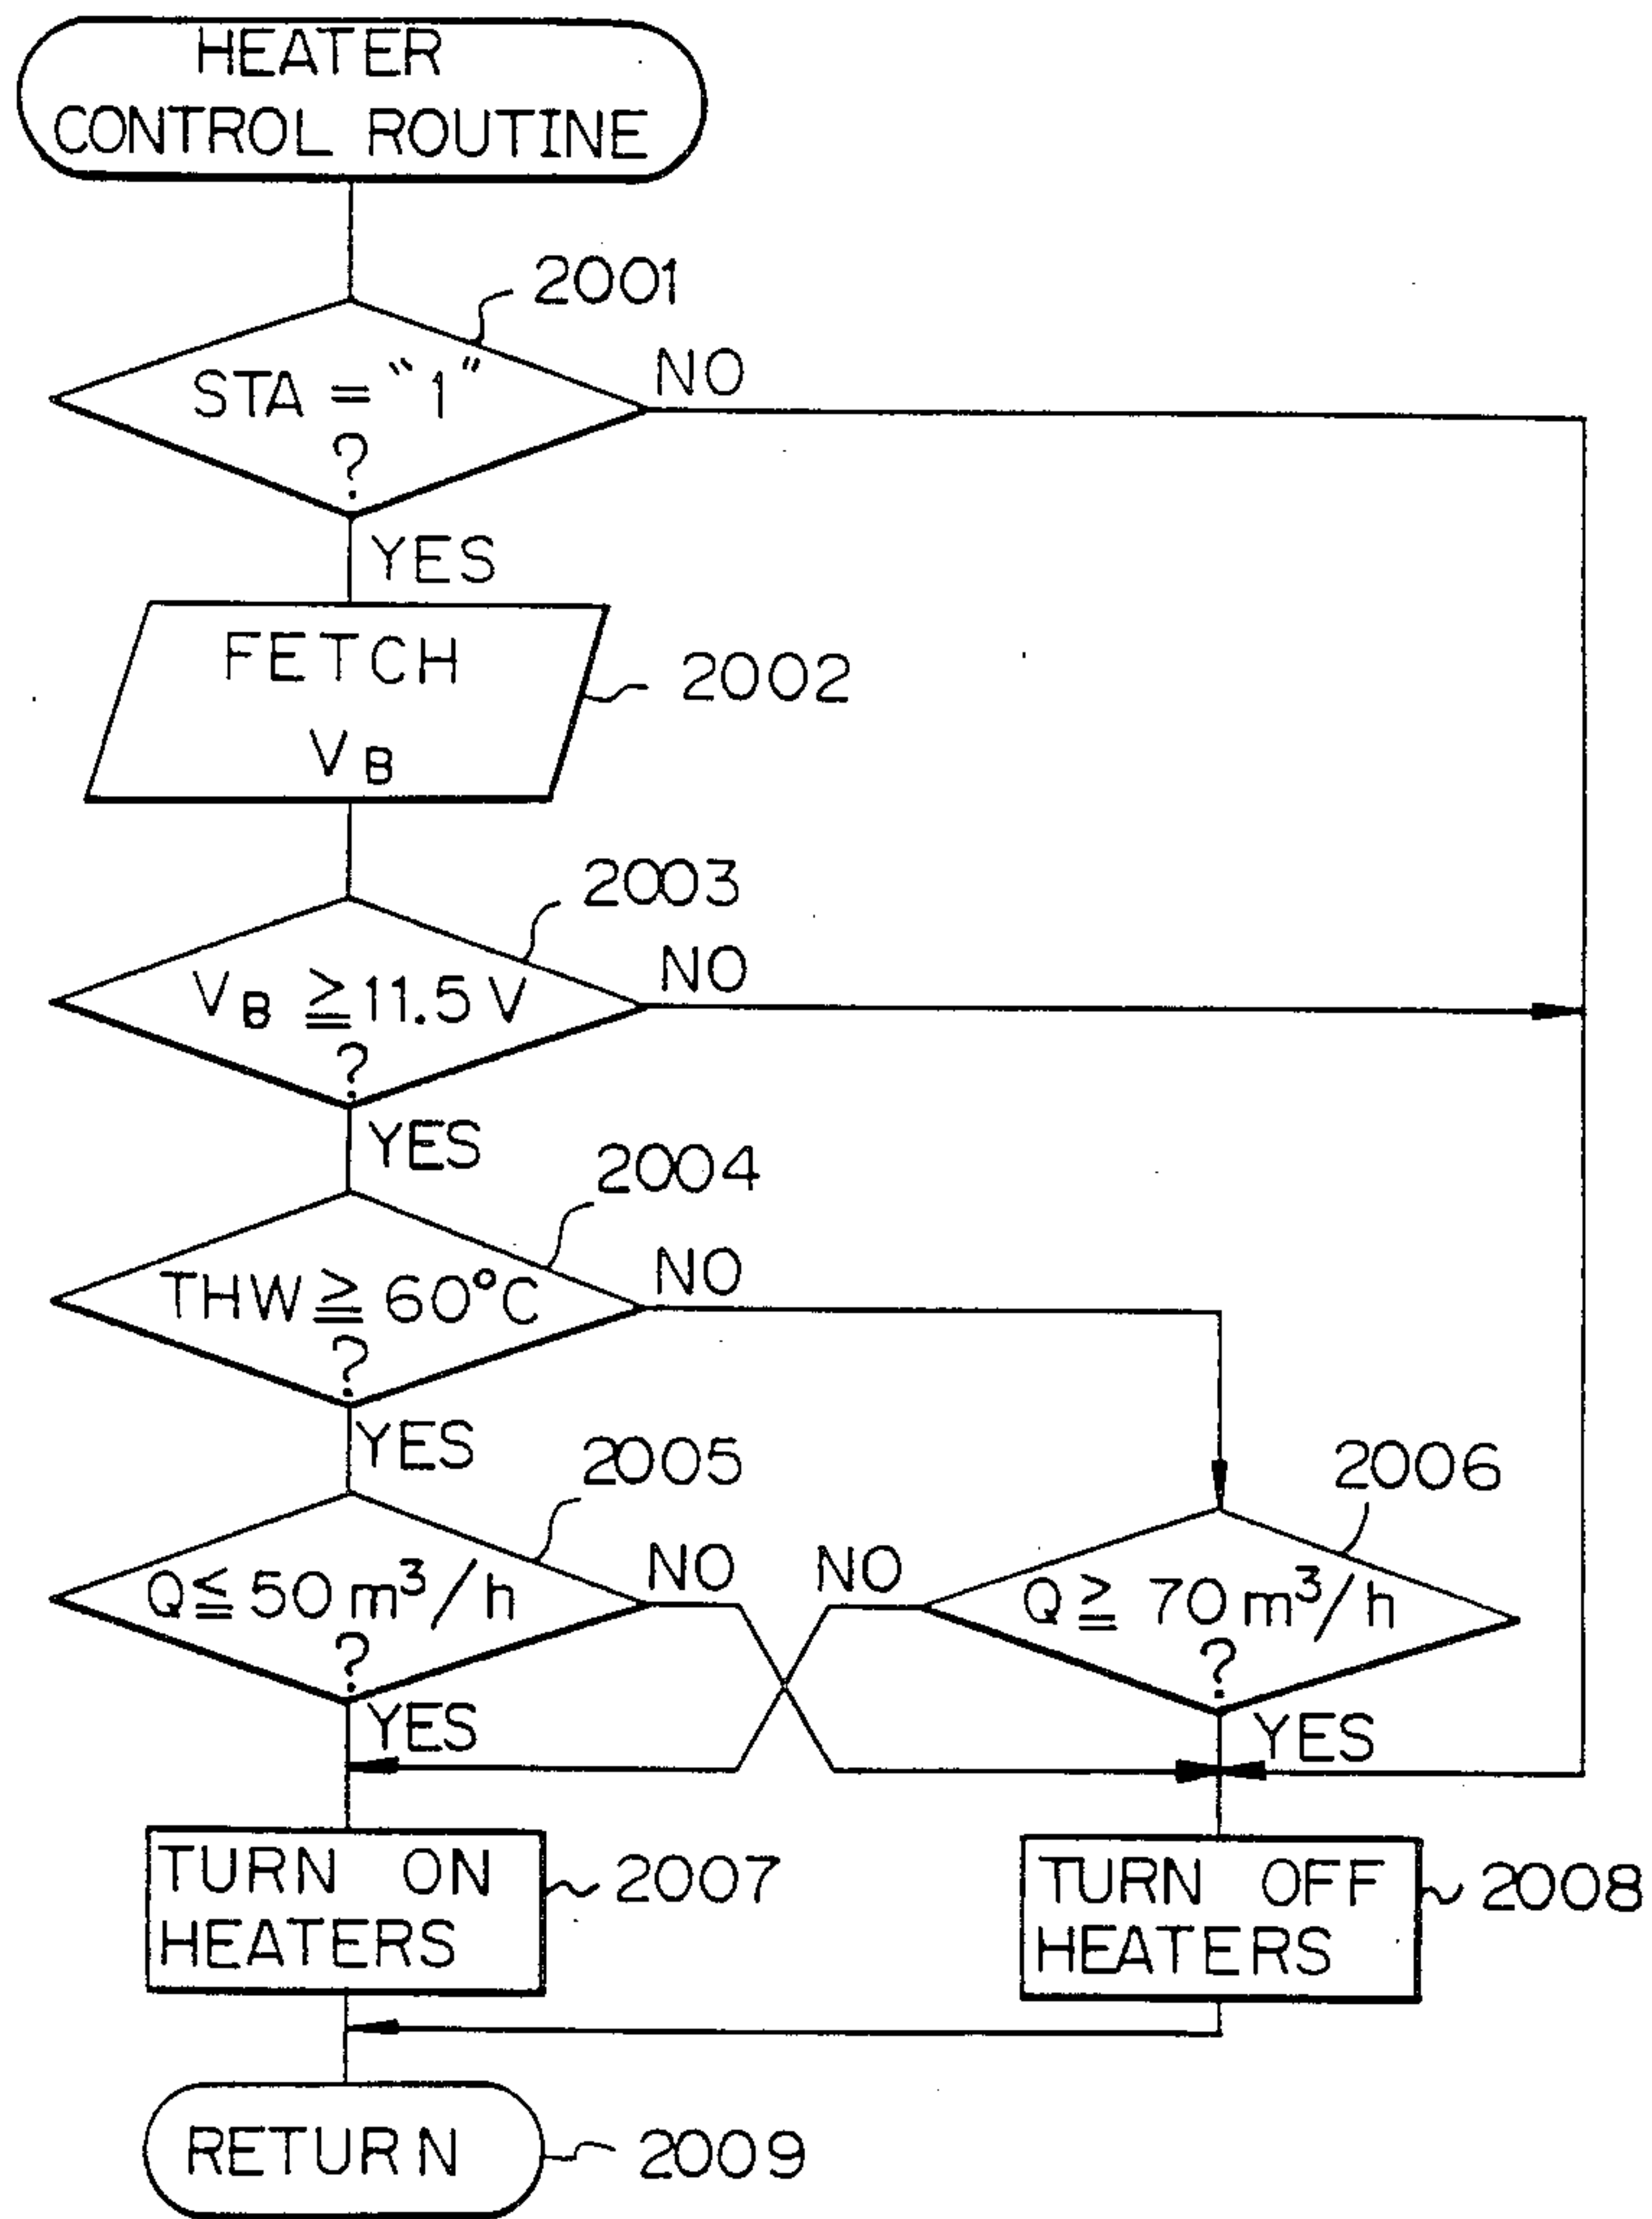 HEATER
CONTROL ROUTINE
2001
STA = "1"
?
NO
YES
FETCH
VB
2002
2003
VB ≧ 11.5 V
?
NO
YES
2004
THW ≧ 60°C
?
NO
YES
2005
Q ≦ 50 m³/h
?
NO
YES
2006
NO
Q ≧ 70 m³/h
?
YES
TURN ON
HEATERS
2007
TURN OFF
HEATERS
2008
RETURN
2009